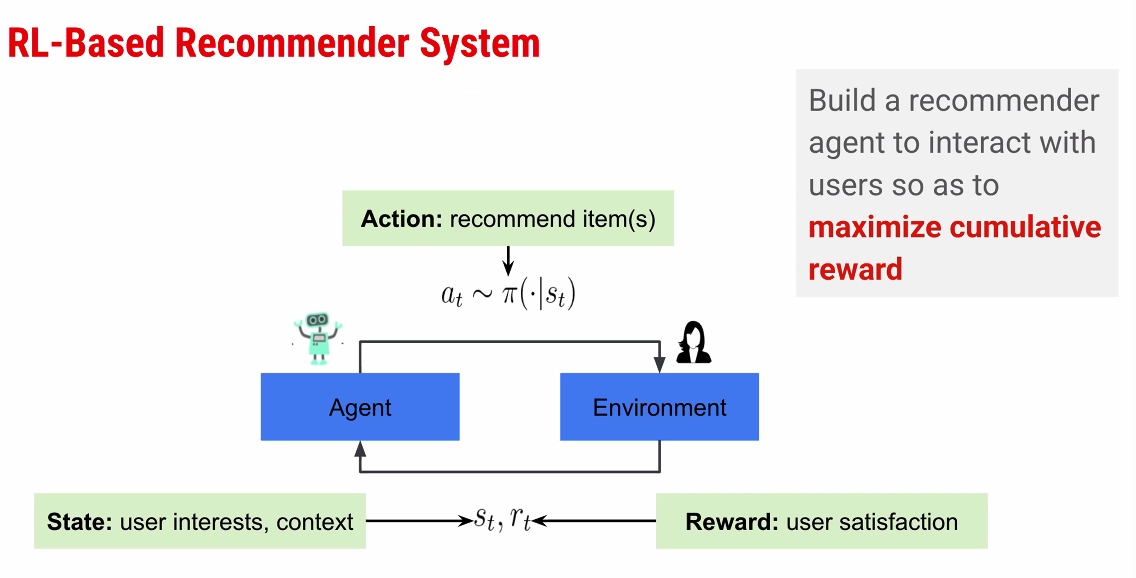 RL-Based Recommender System
Build a recommender
agent to interact with
users so as to
maximize cumulative
reward
Action: recommend item(s)
a_t ~ π(·|s_t)
Agent
Environment
State: user interests, context
s_t, r_t
Reward: user satisfaction